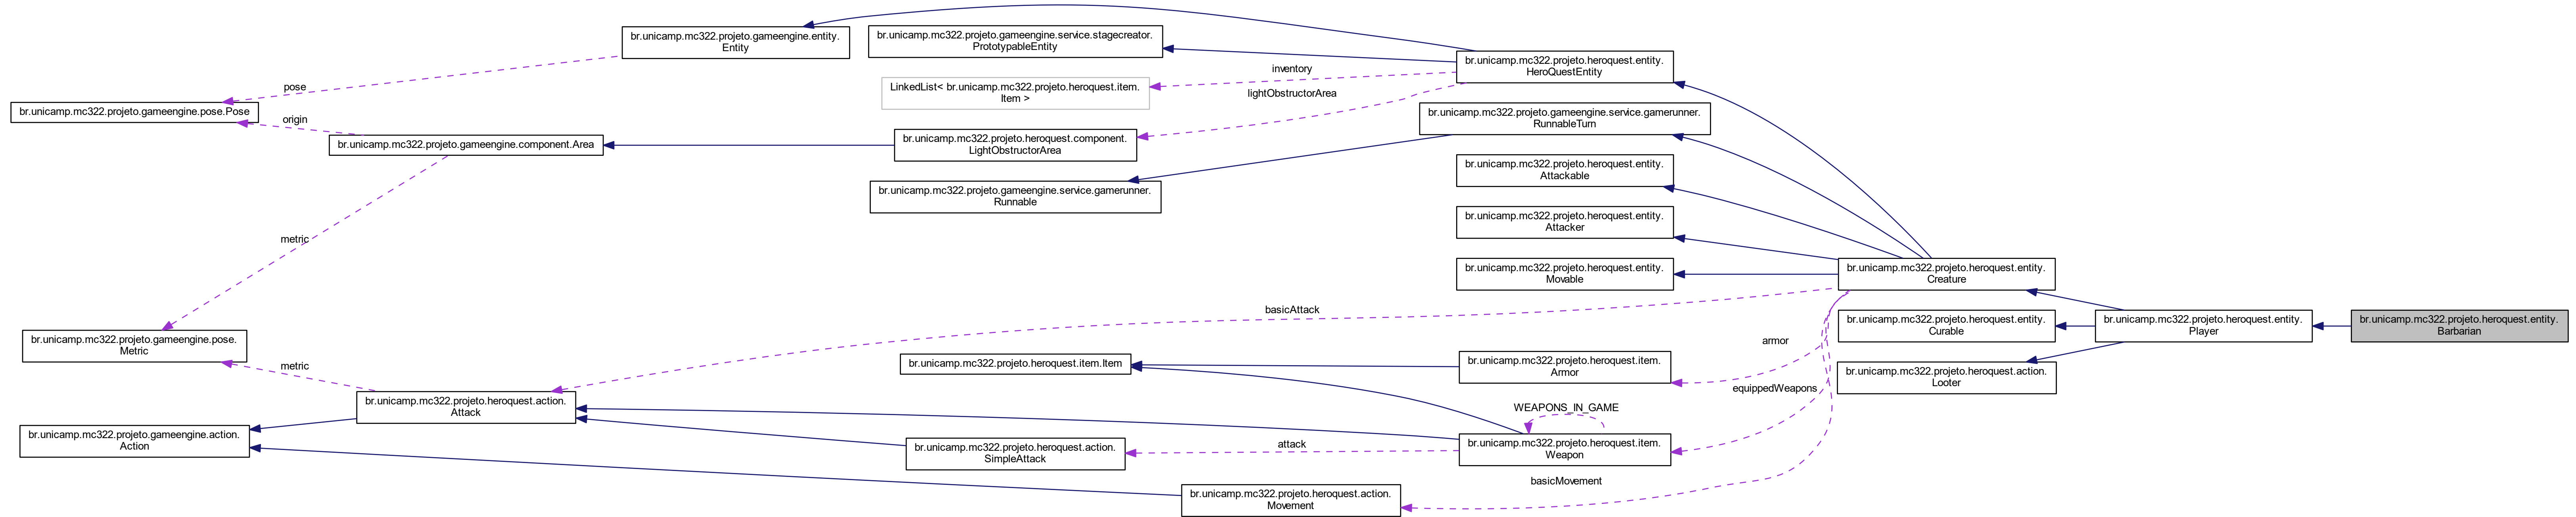 br.unicamp.mc322.projeto.gameengine.entity.
Entity
br.unicamp.mc322.projeto.gameengine.service.stagecreator.
PrototypableEntity
br.unicamp.mc322.projeto.heroquest.entity.
HeroQuestEntity
inventory
LinkedList< br.unicamp.mc322.projeto.heroquest.item.
Item >
lightObstructorArea
pose
br.unicamp.mc322.projeto.gameengine.pose.Pose
origin
br.unicamp.mc322.projeto.gameengine.component.Area
br.unicamp.mc322.projeto.heroquest.component.
LightObstructorArea
br.unicamp.mc322.projeto.gameengine.service.gamerunner.
RunnableTurn
br.unicamp.mc322.projeto.heroquest.entity.
Attackable
br.unicamp.mc322.projeto.gameengine.service.gamerunner.
Runnable
br.unicamp.mc322.projeto.heroquest.entity.
Attacker
metric
br.unicamp.mc322.projeto.heroquest.entity.
Movable
br.unicamp.mc322.projeto.heroquest.entity.
Creature
basicAttack
br.unicamp.mc322.projeto.heroquest.entity.
Curable
br.unicamp.mc322.projeto.heroquest.entity.
Player
br.unicamp.mc322.projeto.heroquest.entity.
Barbarian
br.unicamp.mc322.projeto.gameengine.pose.
Metric
armor
metric
br.unicamp.mc322.projeto.heroquest.item.Item
br.unicamp.mc322.projeto.heroquest.item.
Armor
br.unicamp.mc322.projeto.heroquest.action.
Looter
equippedWeapons
br.unicamp.mc322.projeto.heroquest.action.
Attack
WEAPONS_IN_GAME
br.unicamp.mc322.projeto.gameengine.action.
Action
br.unicamp.mc322.projeto.heroquest.action.
SimpleAttack
attack
br.unicamp.mc322.projeto.heroquest.item.
Weapon
basicMovement
br.unicamp.mc322.projeto.heroquest.action.
Movement